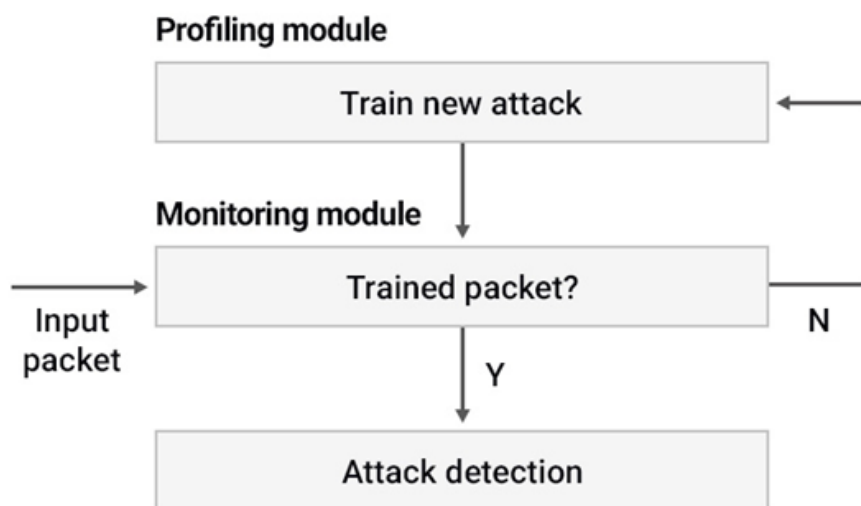 Profiling module
Train new attack
Monitoring module
Trained packet?
Input
packet
N
Y
Attack detection